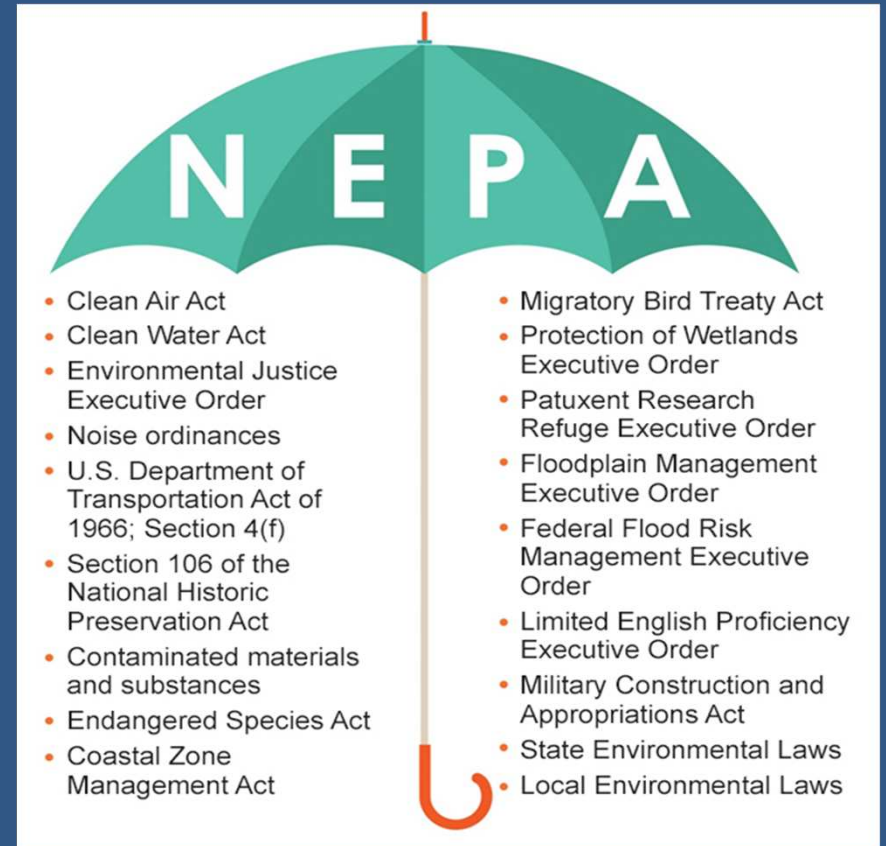 N E P A
• Clean Air Act
• Clean Water Act
• Environmental Justice
Executive Order
• Noise ordinances
• U.S. Department of
Transportation Act of
1966; Section 4(f)
• Section 106 of the
National Historic
Preservation Act
• Contaminated materials
and substances
• Endangered Species Act
• Coastal Zone
Management Act
• Migratory Bird Treaty Act
• Protection of Wetlands
Executive Order
• Patuxent Research
Refuge Executive Order
• Floodplain Management
Executive Order
• Federal Flood Risk
Management Executive
Order
• Limited English Proficiency
Executive Order
• Military Construction and
Appropriations Act
• State Environmental Laws
• Local Environmental Laws